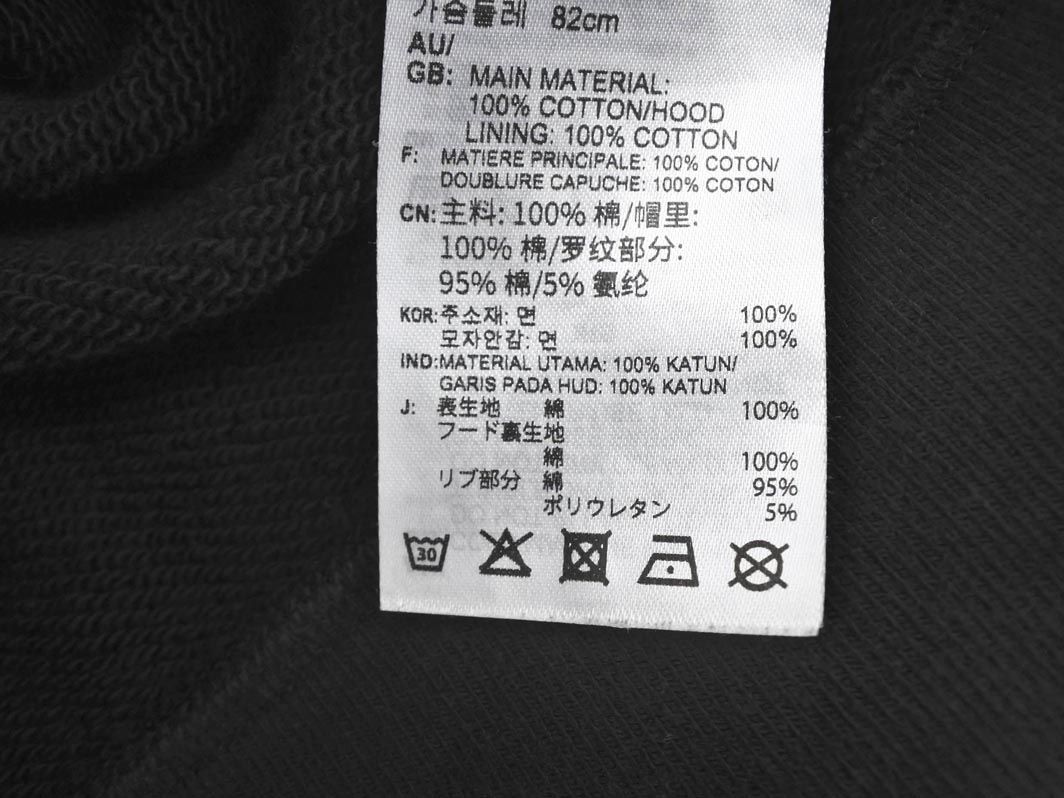 가슴둘레 82cm
AU/
GB: MAIN MATERIAL:
100% COTTON/HOOD
LINING: 100% COTTON
F: MATIERE PRINCIPALE: 100% COTON/
DOUBLURE CAPUCHE: 100% COTON
CN: 主料: 100% 棉/帽里:
100% 棉/罗纹部分:
95% 棉/5% 氨纶
KOR: 주소재: 면 100%
모자안감: 면 100%
IND: MATERIAL UTAMA: 100% KATUN/
GARIS PADA HUD: 100% KATUN
J: 表生地 綿 100%
フード裏生地
綿 100%
リブ部分 綿 95%
ポリウレタン 5%
30